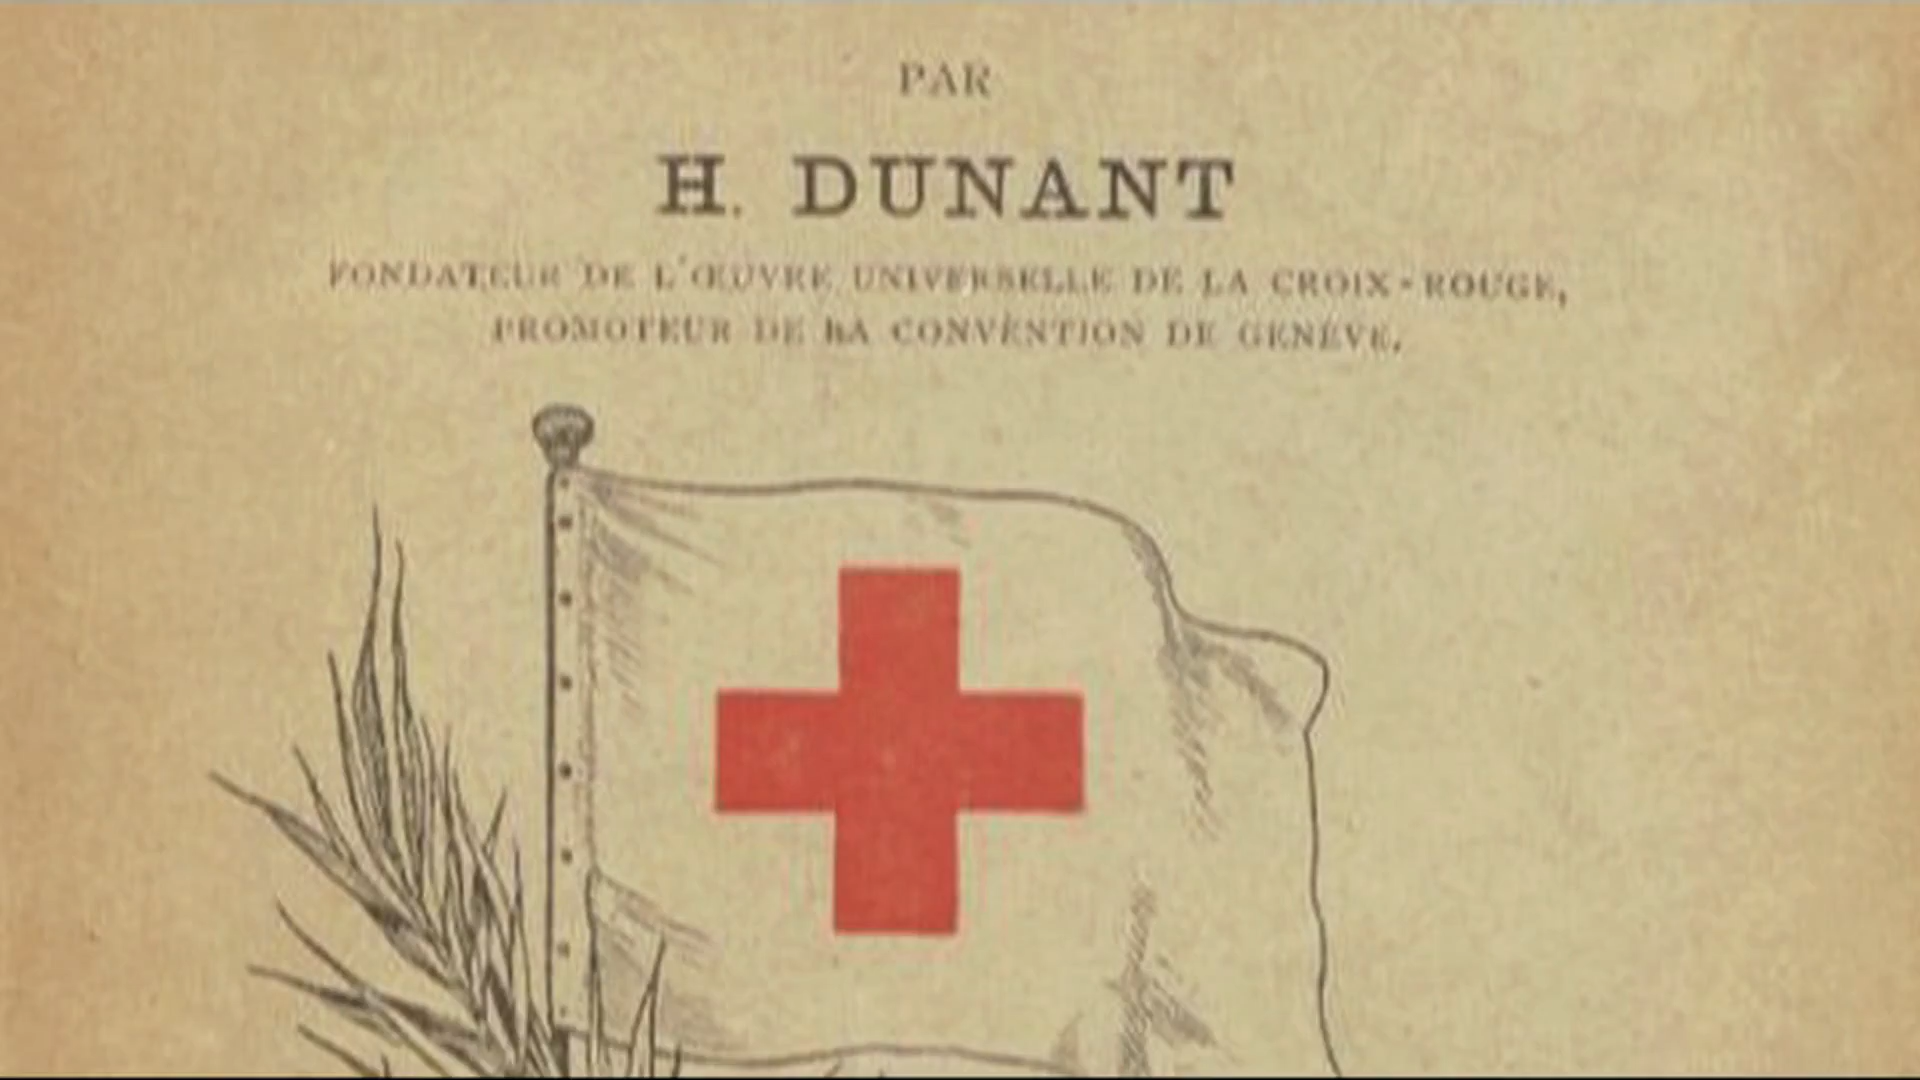 PAR
H. DUNANT
FONDATEUR DE L'ŒUVRE UNIVERSELLE DE LA CROIX-ROUGE,
PROMOTEUR DE LA CONVENTION DE GENÈVE.